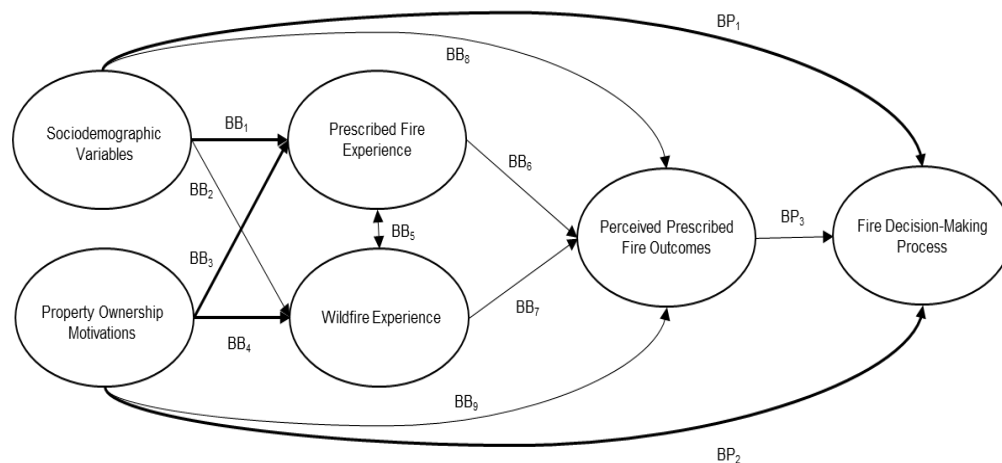 BP1
BB8
Sociodemographic
Variables
BB1
Prescribed Fire
Experience
BB6
BB2
BB3
BB5
Perceived Prescribed
Fire Outcomes
BP3
Fire Decision-Making
Process
Property Ownership
Motivations
BB4
Wildfire Experience
BB7
BB9
BP2